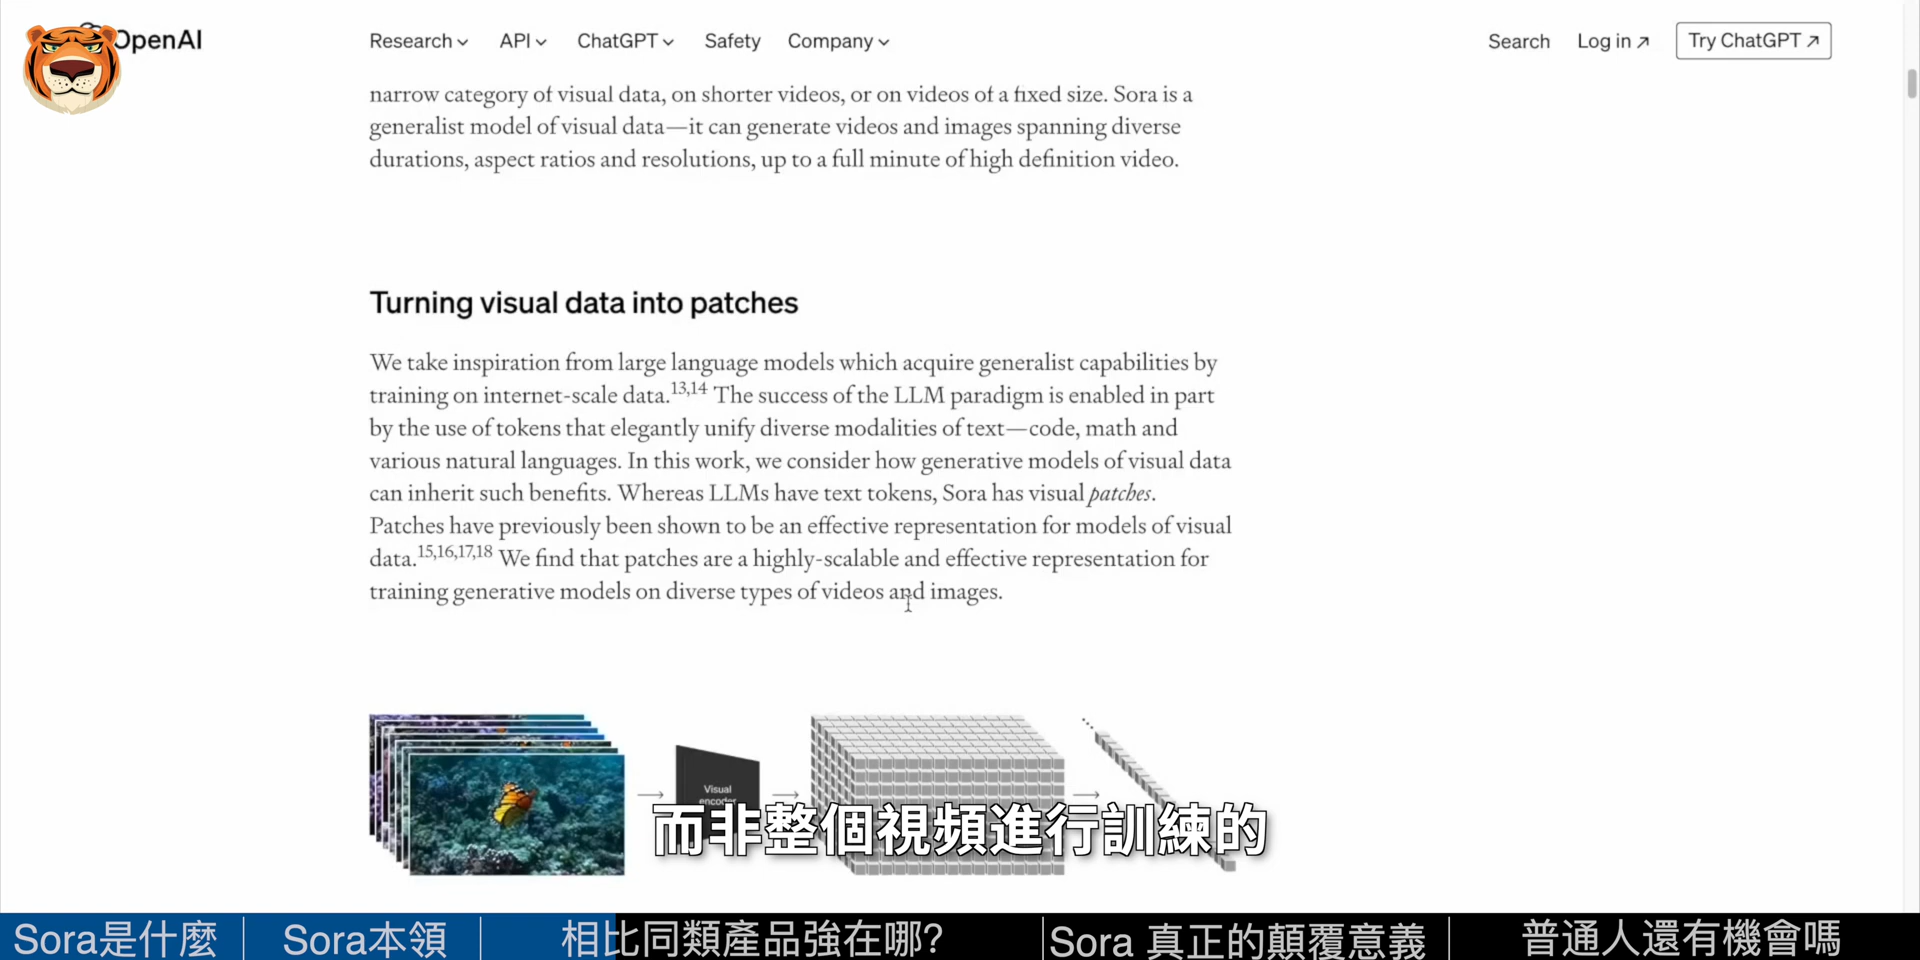 OpenAI
Research
API
ChatGPT
Safety
Company
Search
Log in ↗
Try ChatGPT ↗
narrow category of visual data, on shorter videos, or on videos of a fixed size. Sora is a
generalist model of visual data—it can generate videos and images spanning diverse
durations, aspect ratios and resolutions, up to a full minute of high definition video.
Turning visual data into patches
We take inspiration from large language models which acquire generalist capabilities by
training on internet-scale data.13,14 The success of the LLM paradigm is enabled in part
by the use of tokens that elegantly unify diverse modalities of text—code, math and
various natural languages. In this work, we consider how generative models of visual data
can inherit such benefits. Whereas LLMs have text tokens, Sora has visual patches.
Patches have previously been shown to be an effective representation for models of visual
data.15,16,17,18 We find that patches are a highly-scalable and effective representation for
training generative models on diverse types of videos and images.
Visual
encoder
而非整個視頻進行訓練的
Sora是什麼
Sora本領
相比同類產品強在哪?
Sora 真正的顛覆意義
普通人還有機會嗎